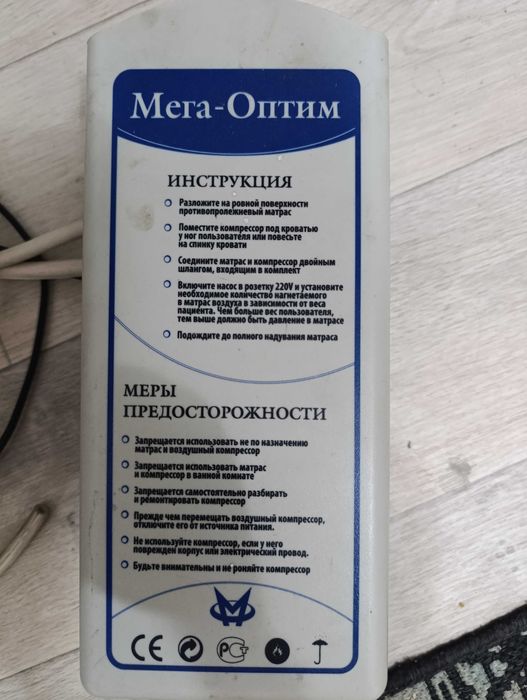 Мега-Оптим
ИНСТРУКЦИЯ
Разложите на ровной поверхности
противопролежневый матрас
Поместите компрессор под кроватью
у ног пользователя или повесьте
на спинку кровати
Соедините матрас и компрессор двойным
шлангом, входящим в комплект
Включите насос в розетку 220V и установите
необходимое количество нагнетаемого
в матрас воздуха в зависимости от веса
пациента. Чем больше вес пользователя,
тем выше должно быть давление в матрасе
Подождите до полного надувания матраса
МЕРЫ
ПРЕДОСТОРОЖНОСТИ
Запрещается использовать не по назначению
матрас и воздушный компрессор
Запрещается использовать матрас
и компрессор в ванной комнате
Запрещается самостоятельно разбирать
и ремонтировать компрессор
Прежде чем перемещать воздушный компрессор,
отключите его от источника питания.
Не используйте компрессор, если у него
поврежден корпус или электрический провод.
Будьте внимательны и не роняйте компрессор
CE РСТ